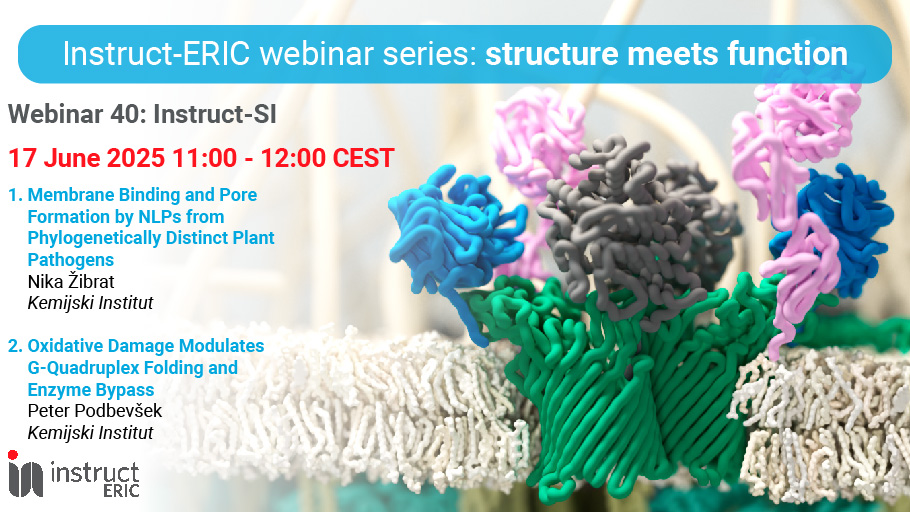 Instruct-ERIC webinar series: structure meets function
Webinar 40: Instruct-SI
17 June 2025 11:00 - 12:00 CEST
1. Membrane Binding and Pore
Formation by NLPs from
Phylogenetically Distinct Plant
Pathogens
Nika Žibrat
Kemijski Institut
2. Oxidative Damage Modulates
G-Quadruplex Folding and
Enzyme Bypass
Peter Podbevšek
Kemijski Institut
instruct
ERIC